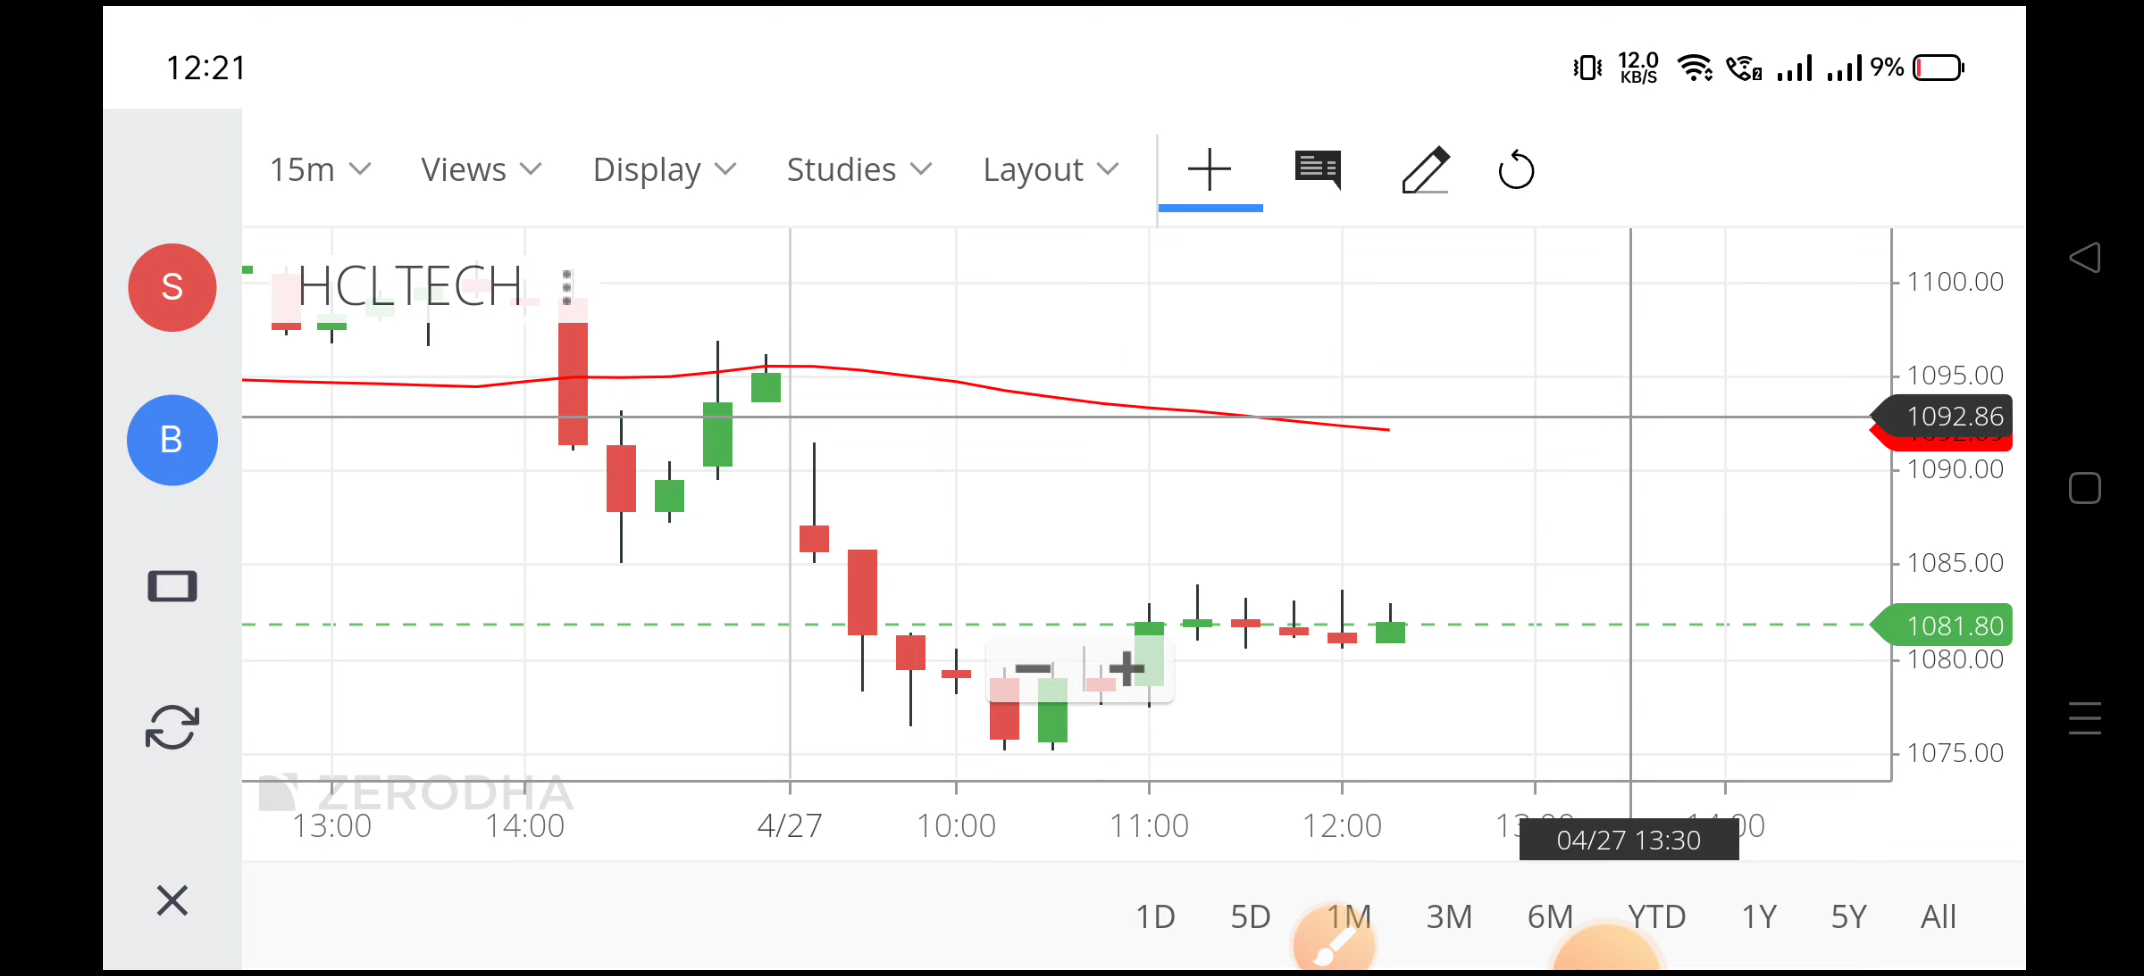 12:21
12.0
KB/S
2
9%
15m Views Display Studies Layout
S
B
HCLTECH
1100.00
1095.00
1092.86
1090.00
1085.00
1081.80
1080.00
1075.00
ZERODHA
13:00 14:00 4/27 10:00 11:00 12:00
04/27 13:30
1D 5D 1M 3M 6M YTD 1Y 5Y All